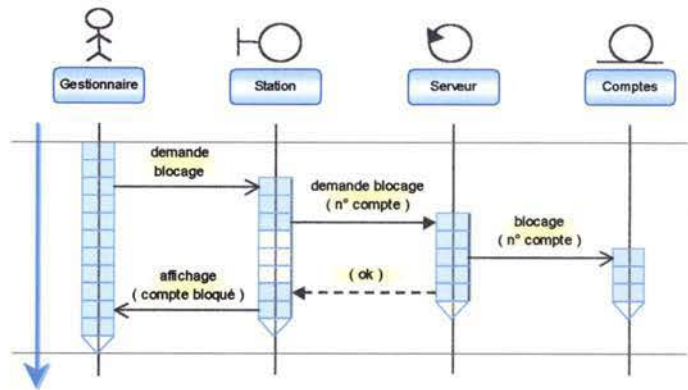 Gestionnaire
Station
Serveur
Comptes
demande
blocage
demande blocage
( n° compte )
blocage
( n° compte )
affichage
( compte bloqué )
( ok )